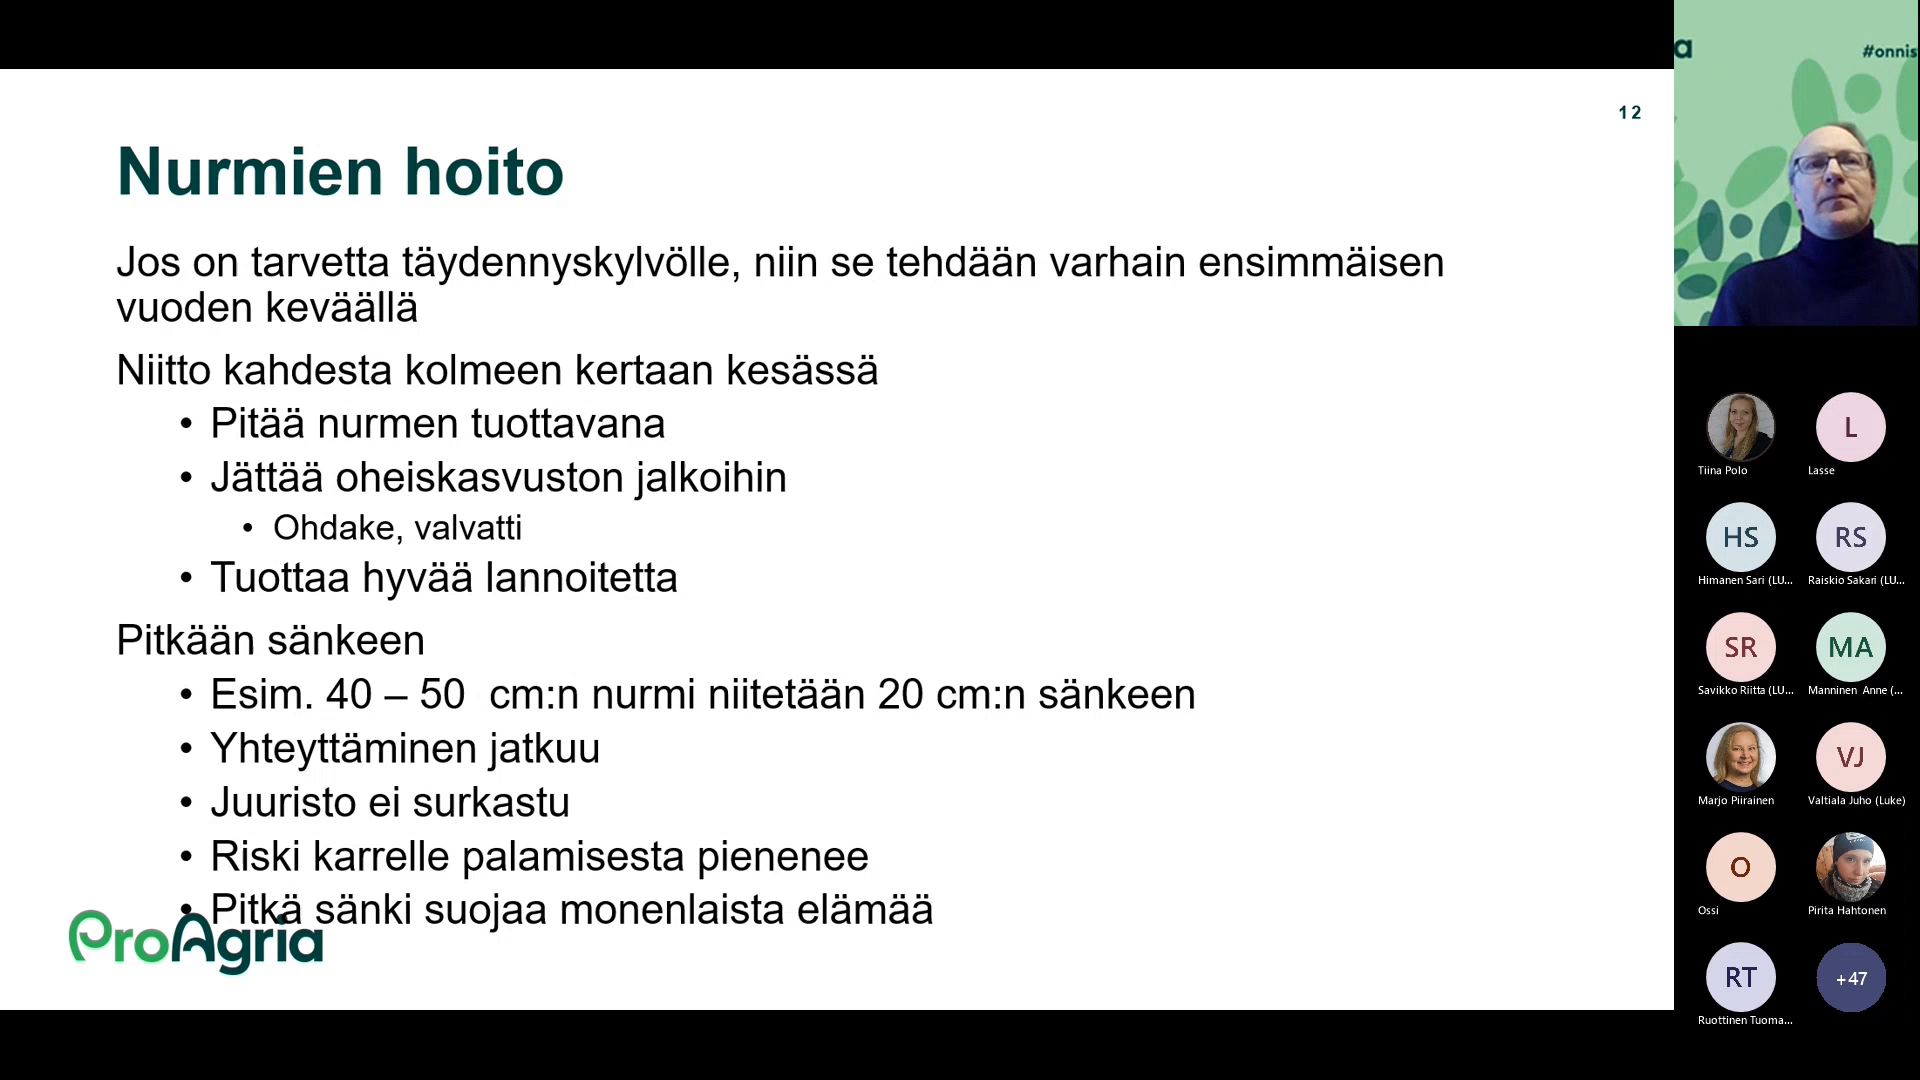 12
Nurmien hoito
Jos on tarvetta täydennyskylvölle, niin se tehdään varhain ensimmäisen
vuoden keväällä
Niitto kahdesta kolmeen kertaan kesässä
• Pitää nurmen tuottavana
• Jättää oheiskasvuston jalkoihin
• Ohdake, valvatti
• Tuottaa hyvää lannoitetta
Pitkään sänkeen
• Esim. 40 – 50  cm:n nurmi niitetään 20 cm:n sänkeen
• Yhteyttäminen jatkuu
• Juuristo ei surkastu
• Riski karrelle palamisesta pienenee
• Pitkä sänki suojaa monenlaista elämää
ProAgria
a
#onnis
Tiina Polo
L
Lasse
HS
Himanen Sari (LU...
RS
Raiskio Sakari (LU...
SR
Savikko Riitta (LU...
MA
Manninen Anne (...
Marjo Piirainen
VJ
Valtiala Juho (Luke)
O
Ossi
Pirita Hahtonen
RT
Ruottinen Tuoma...
+47